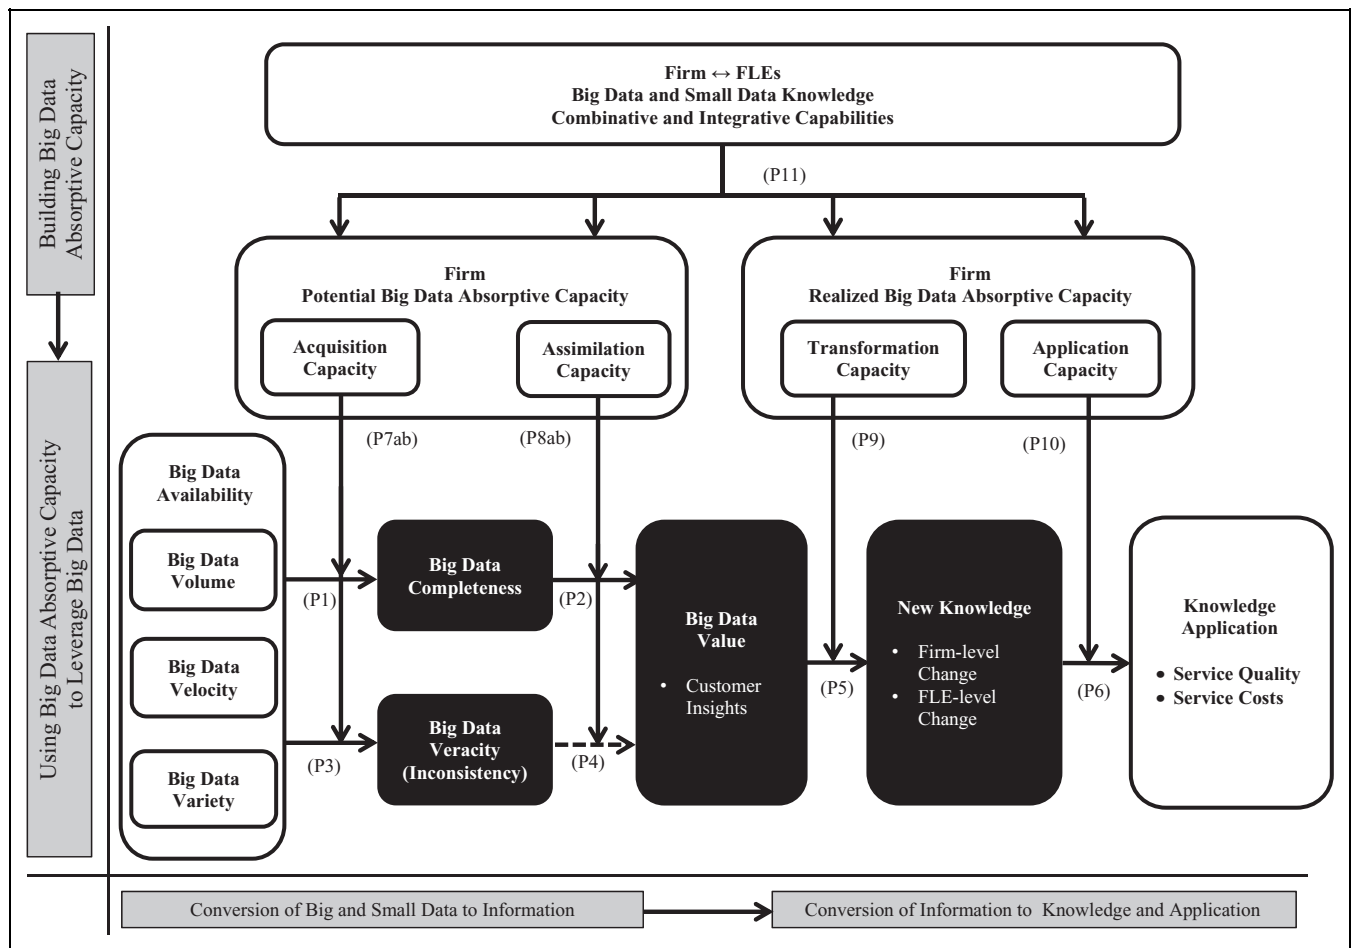 Building Big Data
Absorptive Capacity
Using Big Data Absorptive Capacity
to Leverage Big Data
Firm ↔ FLEs
Big Data and Small Data Knowledge
Combinative and Integrative Capabilities
(P11)
Firm
Potential Big Data Absorptive Capacity
Acquisition
Capacity
Assimilation
Capacity
Firm
Realized Big Data Absorptive Capacity
Transformation
Capacity
Application
Capacity
(P7ab)
(P8ab)
(P9)
(P10)
Big Data
Availability
Big Data
Volume
Big Data
Velocity
Big Data
Variety
(P1)
(P3)
Big Data
Completeness
Big Data
Veracity
(Inconsistency)
(P2)
(P4)
Big Data
Value
• Customer
Insights
(P5)
New Knowledge
• Firm-level
Change
• FLE-level
Change
(P6)
Knowledge
Application
• Service Quality
• Service Costs
Conversion of Big and Small Data to Information
Conversion of Information to Knowledge and Application